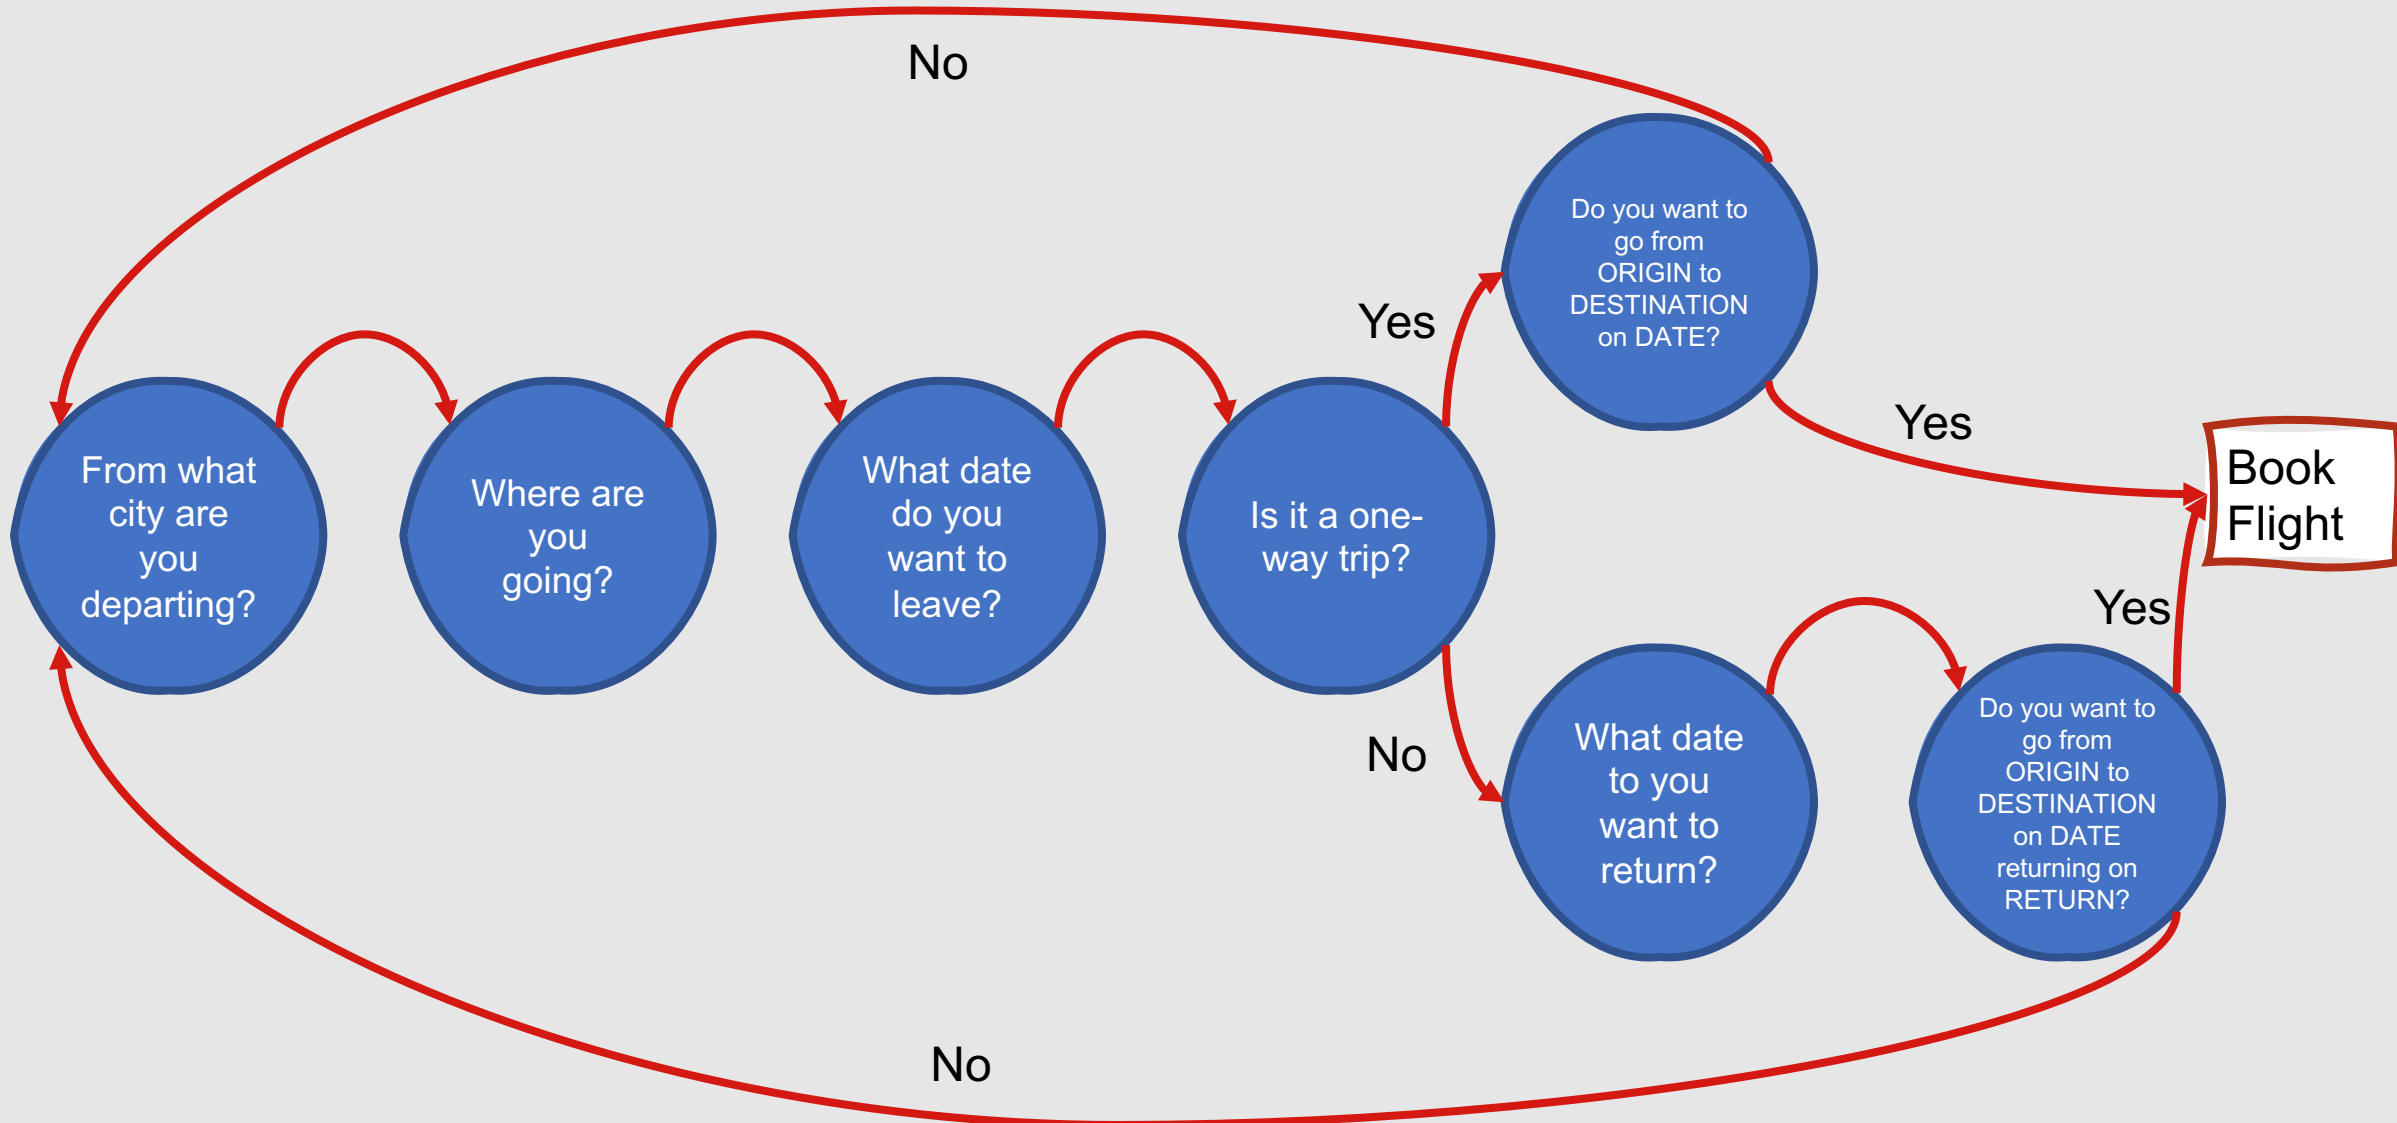 No
From what
city are
you
departing?
Where are
you
going?
What date
do you
want to
leave?
Is it a one-
way trip?
Yes
Do you want to
go from
ORIGIN to
DESTINATION
on DATE?
Yes
Book
Flight
No
What date
to you
want to
return?
Yes
Do you want to
go from
ORIGIN to
DESTINATION
on DATE
returning on
RETURN?
No